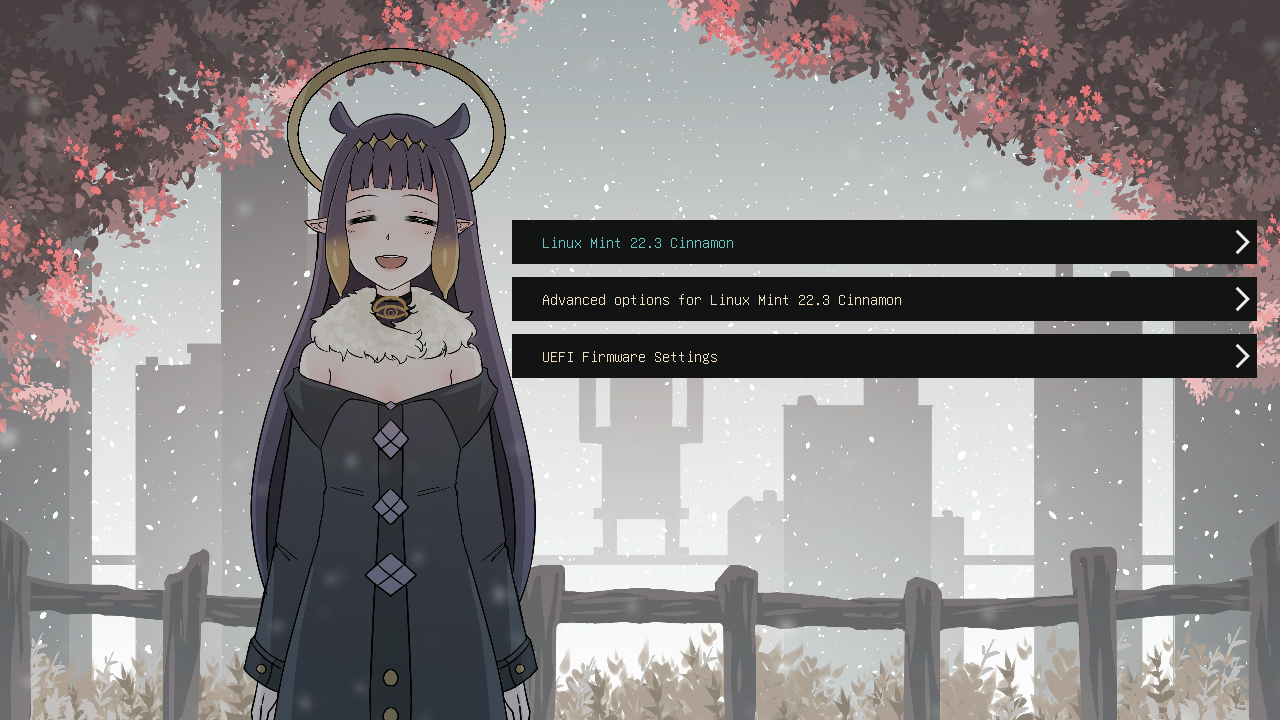 Linux Mint 22.3 Cinnamon
Advanced options for Linux Mint 22.3 Cinnamon
UEFI Firmware Settings